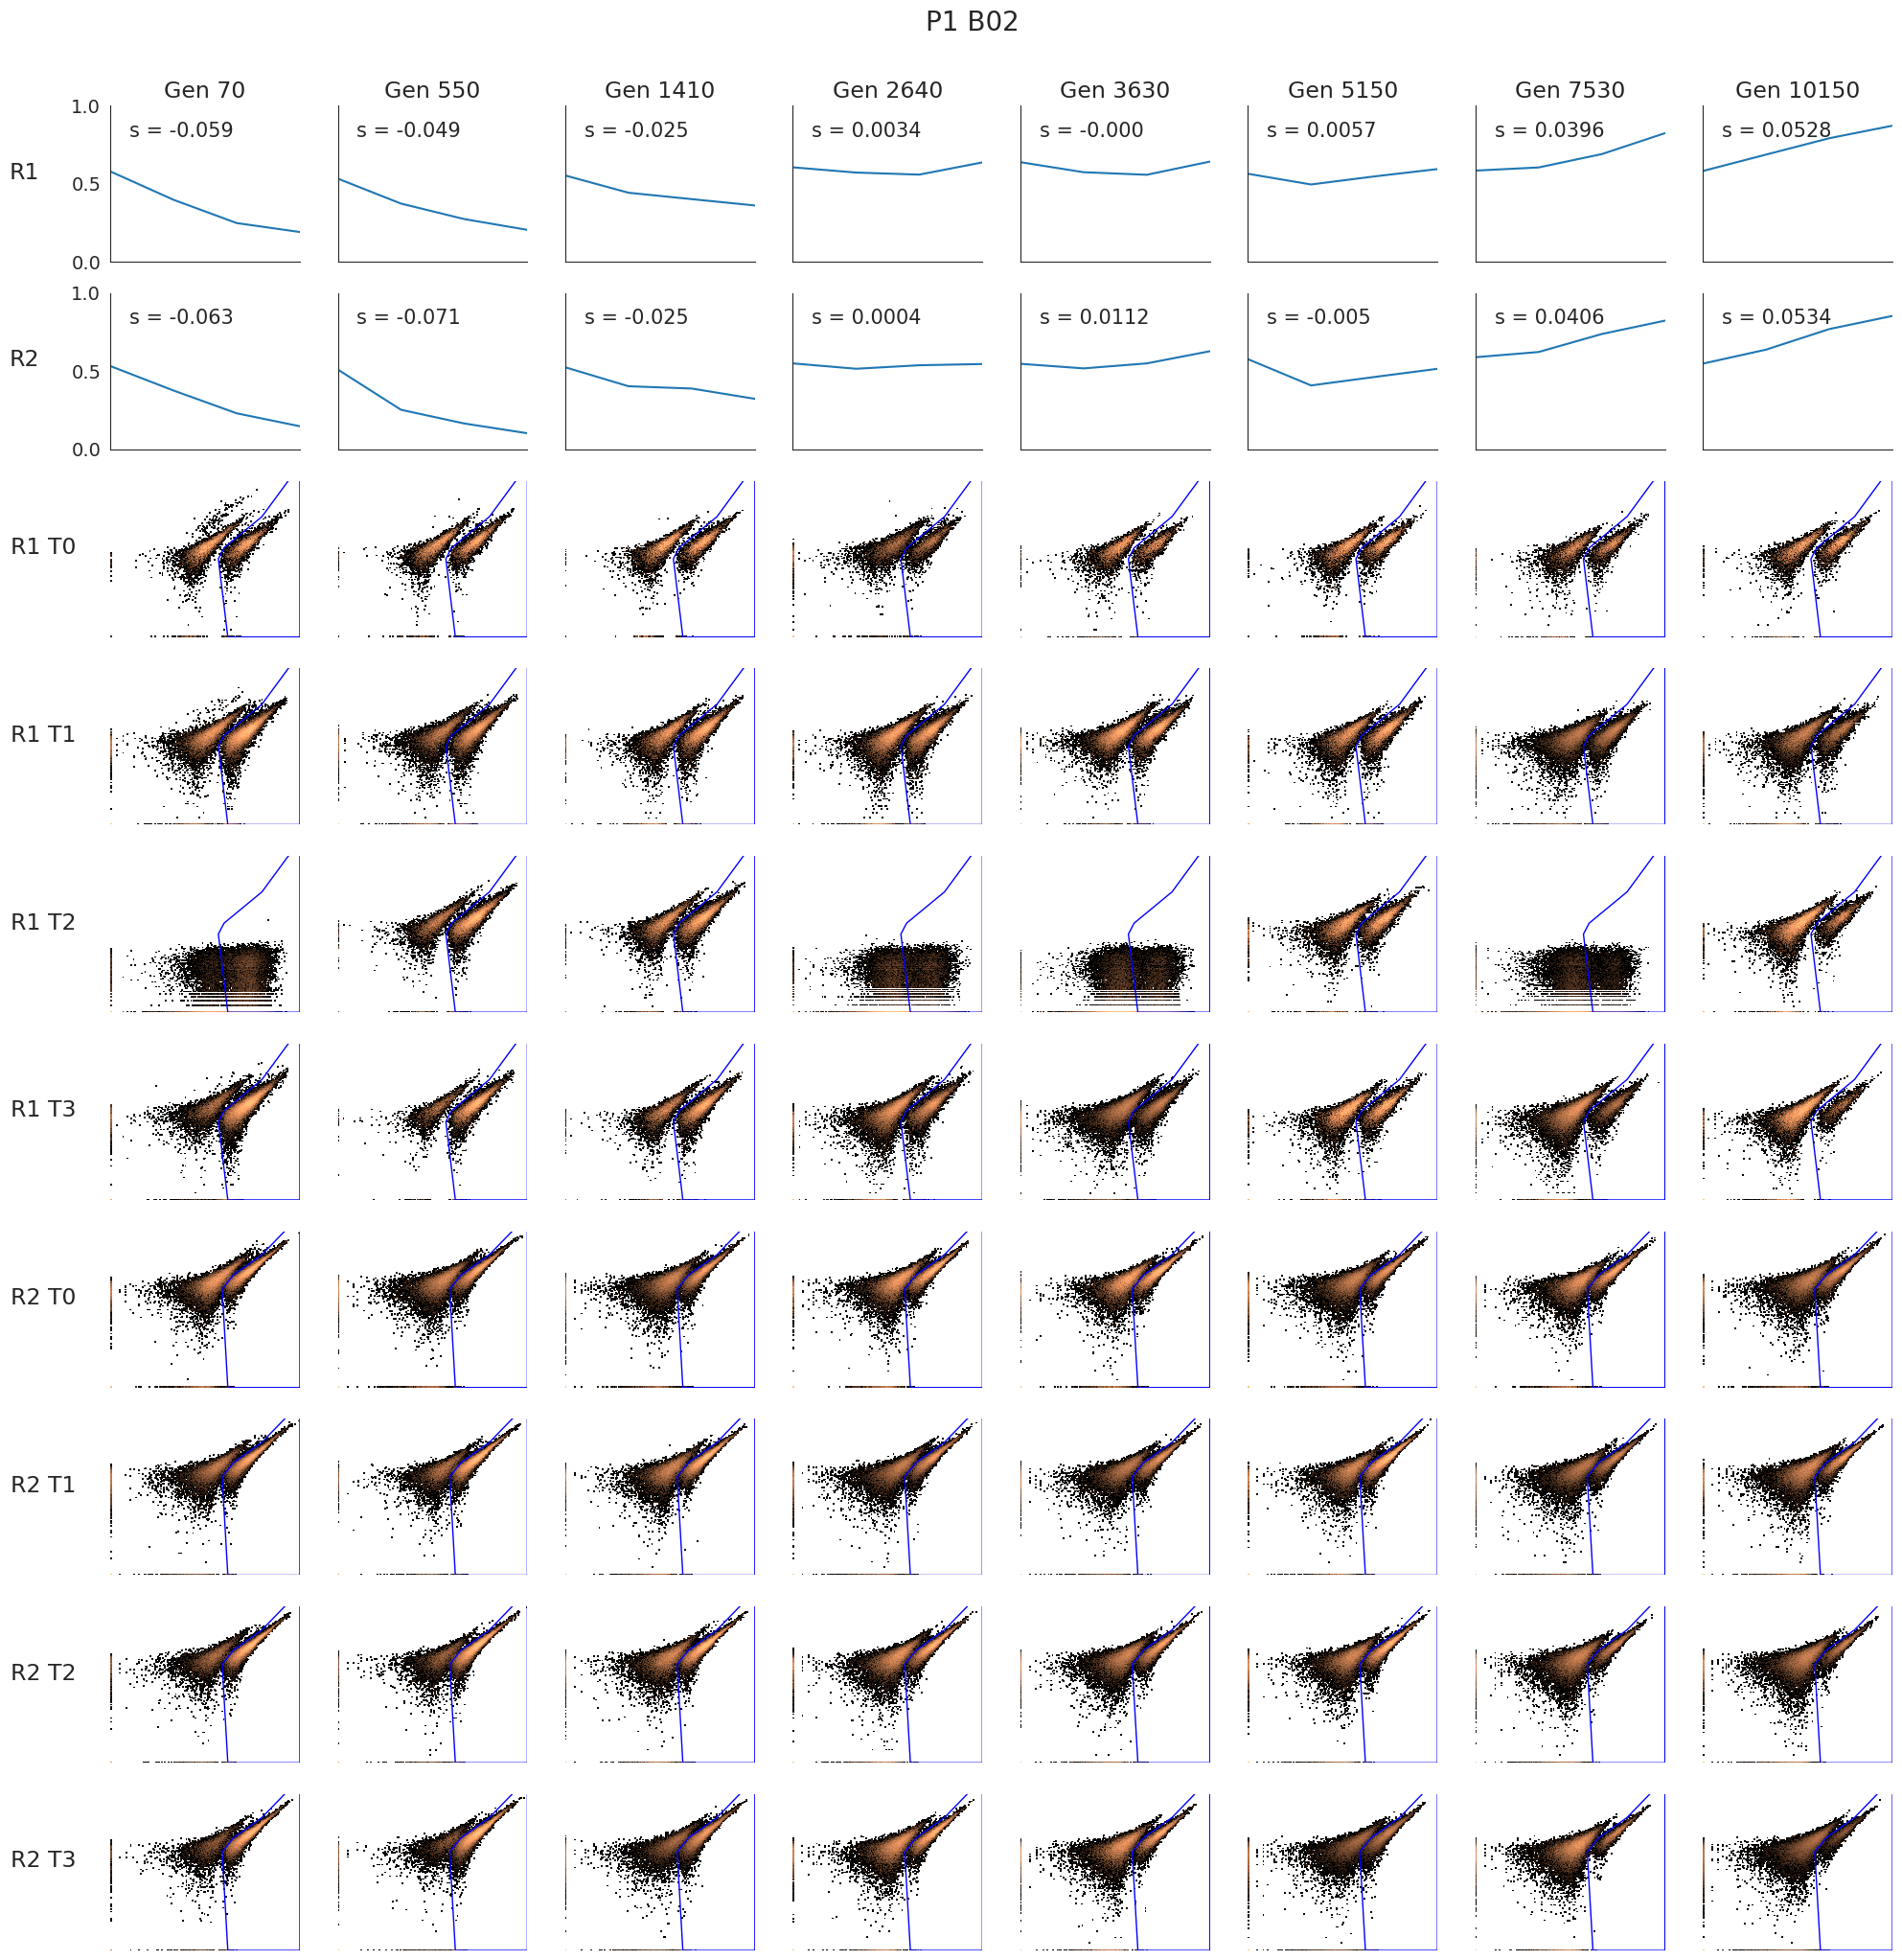 P1 B02
Gen 70 Gen 550 Gen 1410 Gen 2640 Gen 3630 Gen 5150 Gen 7530 Gen 10150
1.0
s = -0.059 s = -0.049 s = -0.025 s = 0.0034 s = -0.000 s = 0.0057 s = 0.0396 s = 0.0528
R1
0.5
0.0
1.0
s = -0.063 s = -0.071 s = -0.025 s = 0.0004 s = 0.0112 s = -0.005 s = 0.0406 s = 0.0534
R2
0.5
0.0
R1 T0
R1 T1
R1 T2
R1 T3
R2 T0
R2 T1
R2 T2
R2 T3